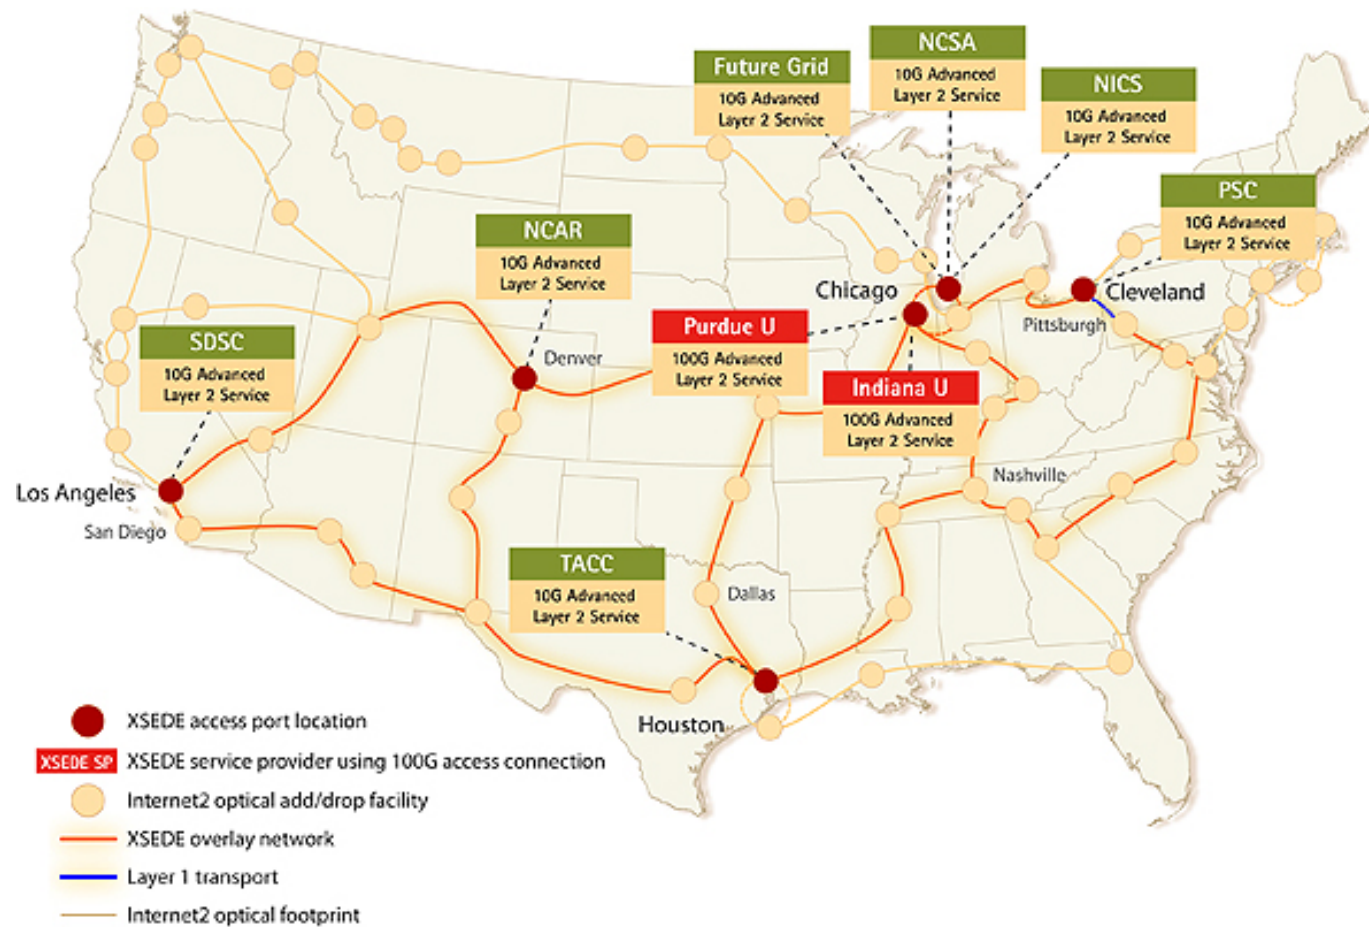 NCSA
10G Advanced
Layer 2 Service
Future Grid
10G Advanced
Layer 2 Service
NICS
10G Advanced
Layer 2 Service
PSC
10G Advanced
Layer 2 Service
NCAR
10G Advanced
Layer 2 Service
Chicago
Cleveland
Pittsburgh
Purdue U
100G Advanced
Layer 2 Service
SDSC
10G Advanced
Layer 2 Service
Denver
Indiana U
100G Advanced
Layer 2 Service
Nashville
Los Angeles
San Diego
TACC
10G Advanced
Layer 2 Service
Dallas
Houston
XSEDE access port location
XSEDE SP XSEDE service provider using 100G access connection
Internet2 optical add/drop facility
XSEDE overlay network
Layer 1 transport
Internet2 optical footprint